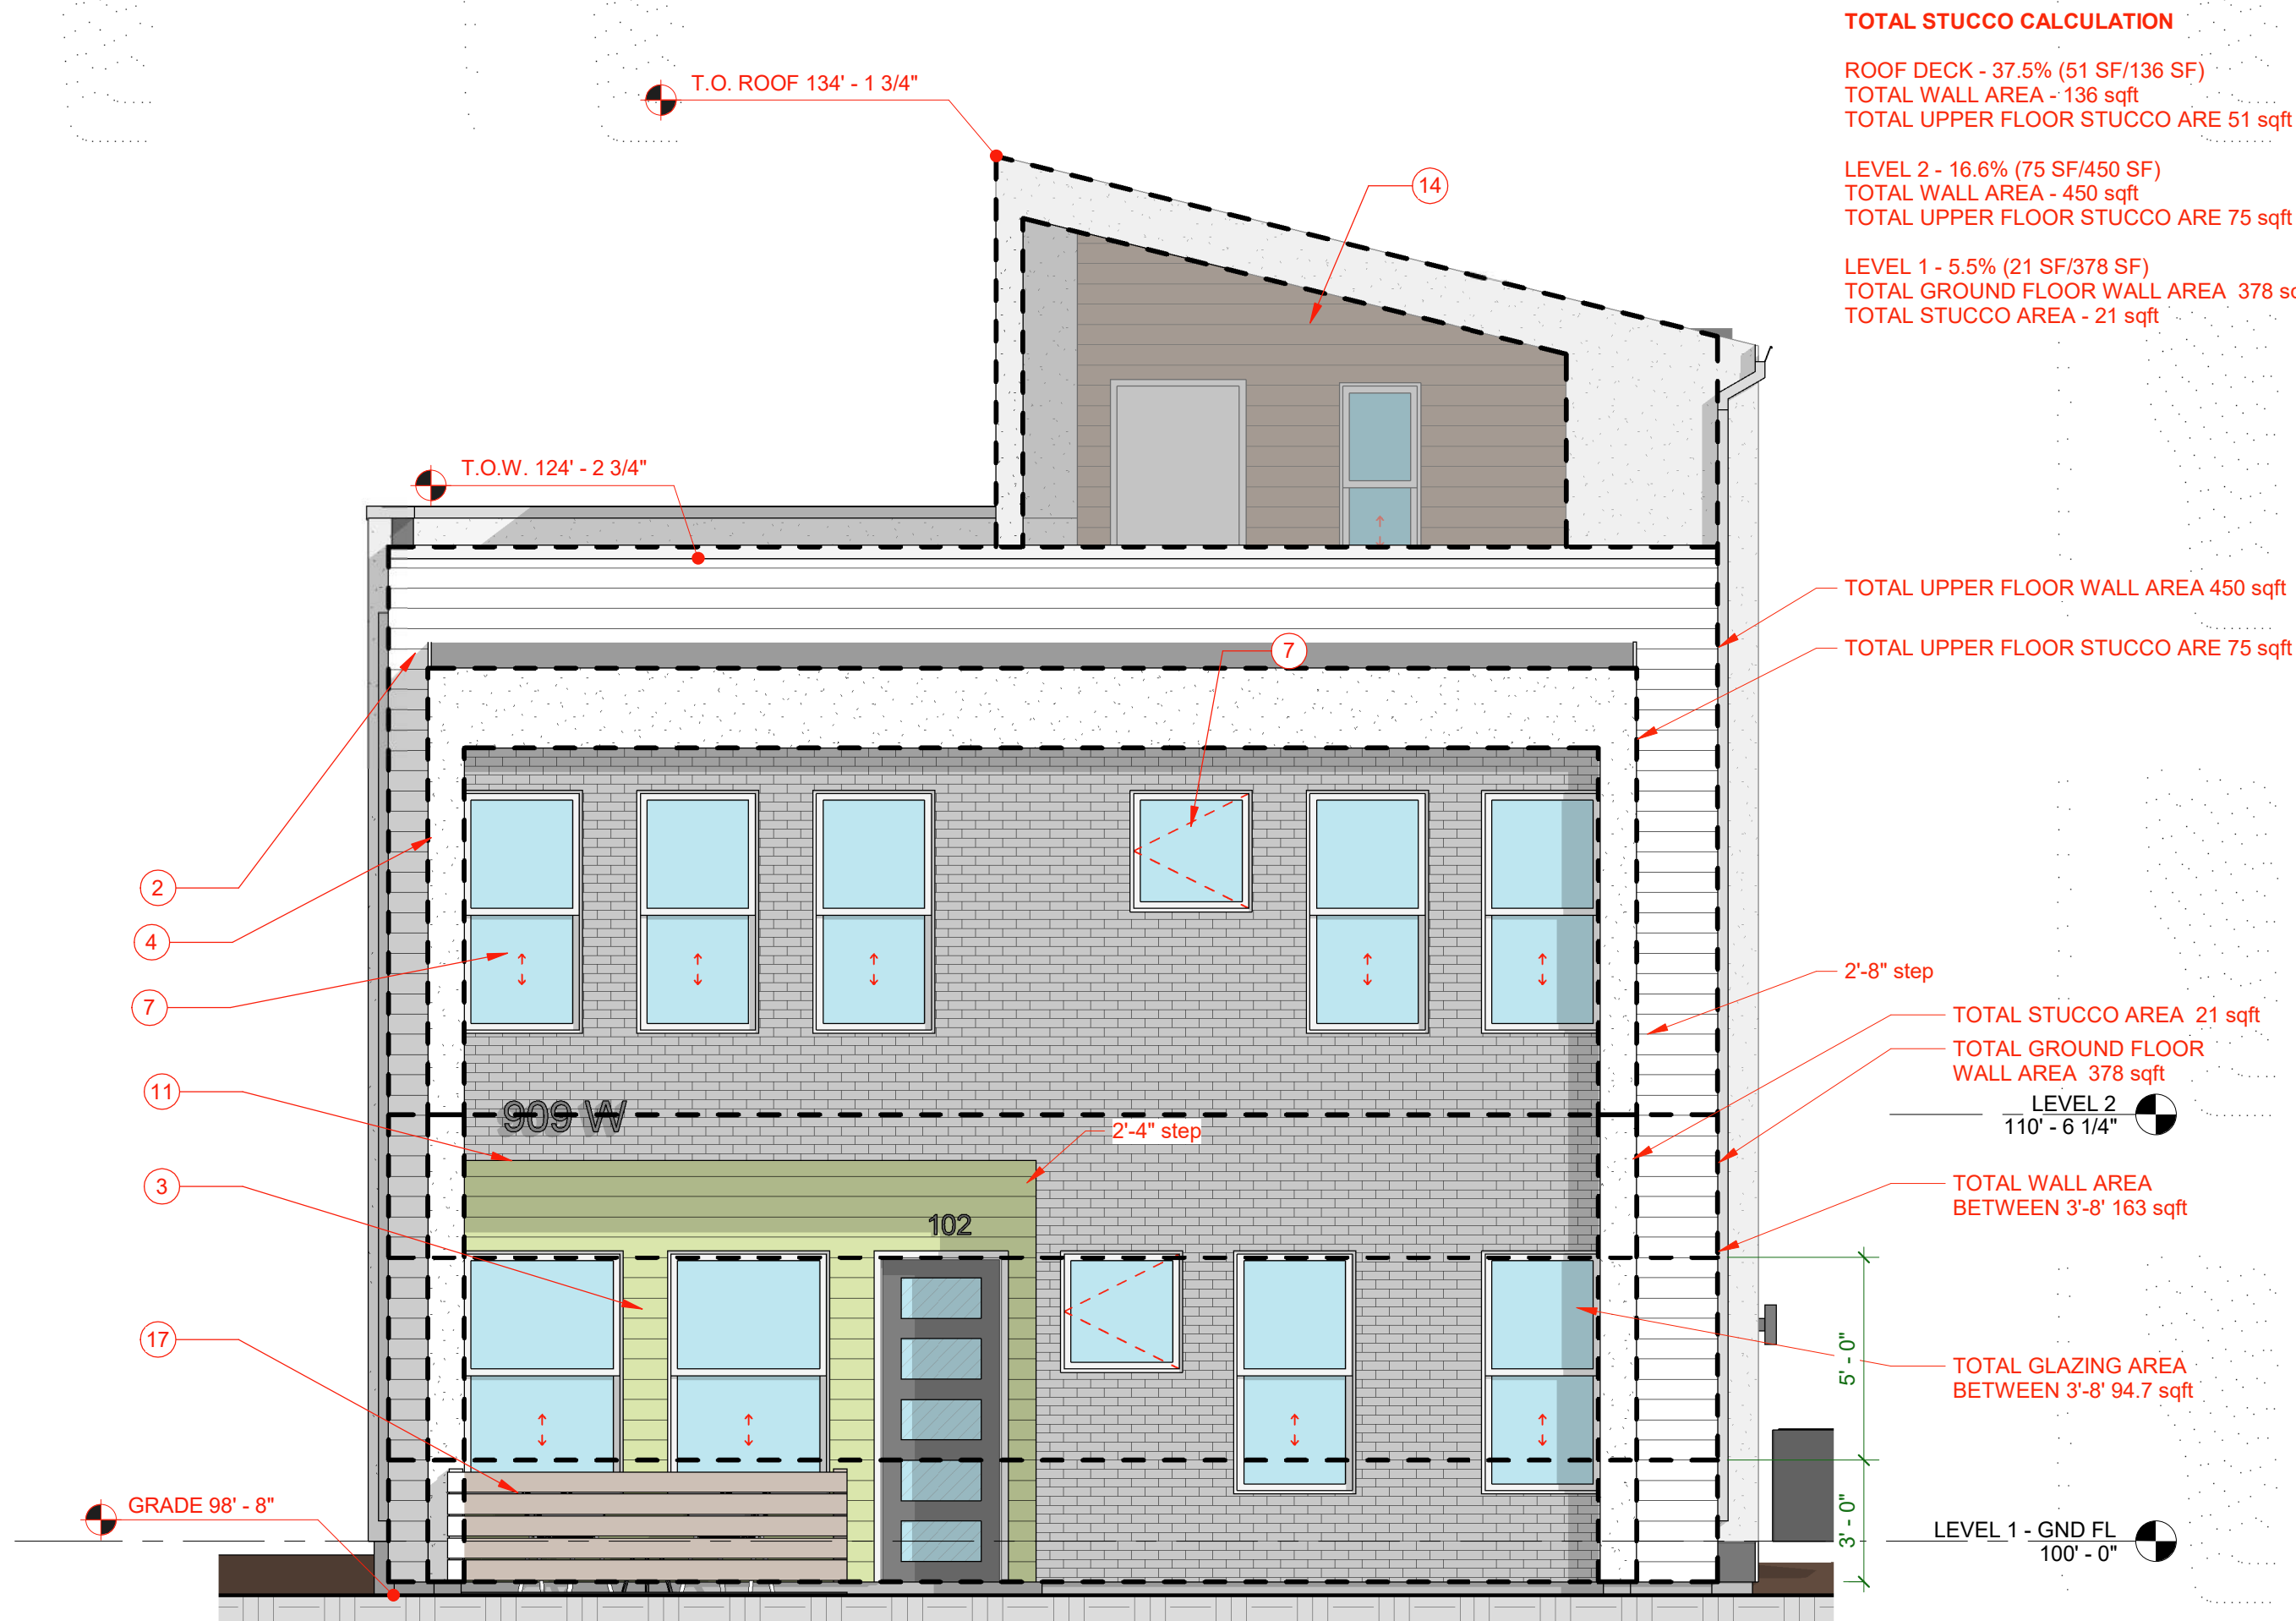 TOTAL STUCCO CALCULATION
ROOF DECK - 37.5% (51 SF/136 SF)
TOTAL WALL AREA - 136 sqft
TOTAL UPPER FLOOR STUCCO ARE 51 sqft
LEVEL 2 - 16.6% (75 SF/450 SF)
TOTAL WALL AREA - 450 sqft
TOTAL UPPER FLOOR STUCCO ARE 75 sqft
LEVEL 1 - 5.5% (21 SF/378 SF)
TOTAL GROUND FLOOR WALL AREA 378
TOTAL STUCCO AREA - 21 sqft
T.O. ROOF 134' - 1 3/4"
14
T.O.W. 124' - 2 3/4"
TOTAL UPPER FLOOR WALL AREA 450 sqft
7
TOTAL UPPER FLOOR STUCCO ARE 75 sqft
2
4
7
2'-8" step
TOTAL STUCCO AREA 21 sqft
TOTAL GROUND FLOOR
WALL AREA 378 sqft
11
909 W
LEVEL 2
110' - 6 1/4"
2'-4" step
3
TOTAL WALL AREA
BETWEEN 3'-8' 163 sqft
102
17
5' - 0"
TOTAL GLAZING AREA
BETWEEN 3'-8' 94.7 sqft
GRADE 98' - 8"
3' - 0"
LEVEL 1 - GND FL
100' - 0"